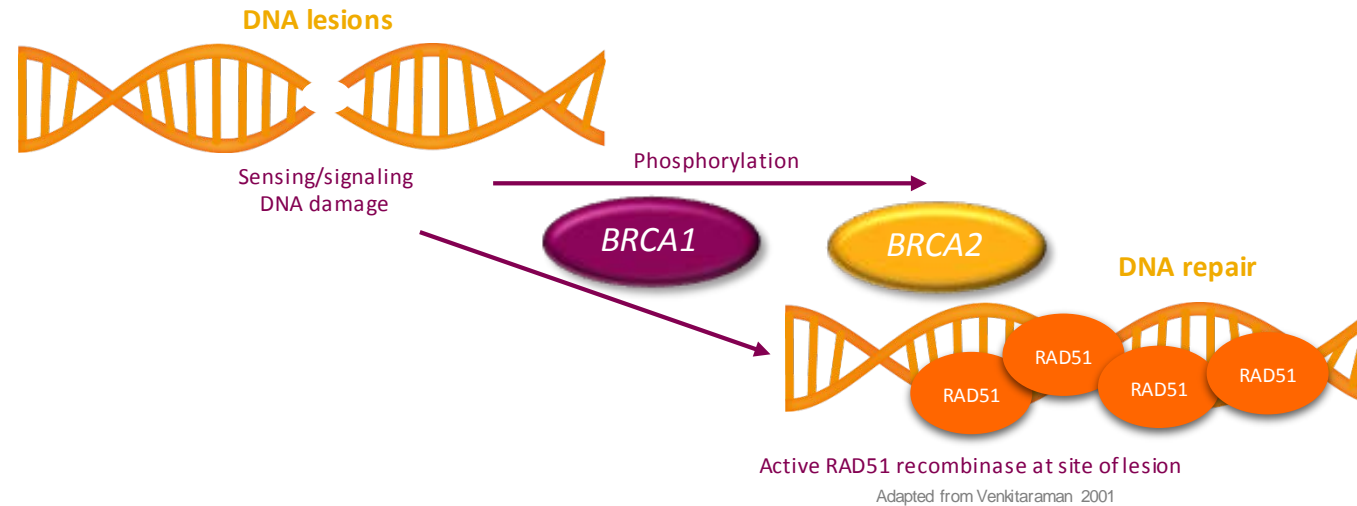 DNA lesions
Sensing/signaling
DNA damage
Phosphorylation
BRCA1
BRCA2
DNA repair
RAD51
RAD51
RAD51
RAD51
Active RAD51 recombinase at site of lesion
Adapted from Venkitaraman 2001